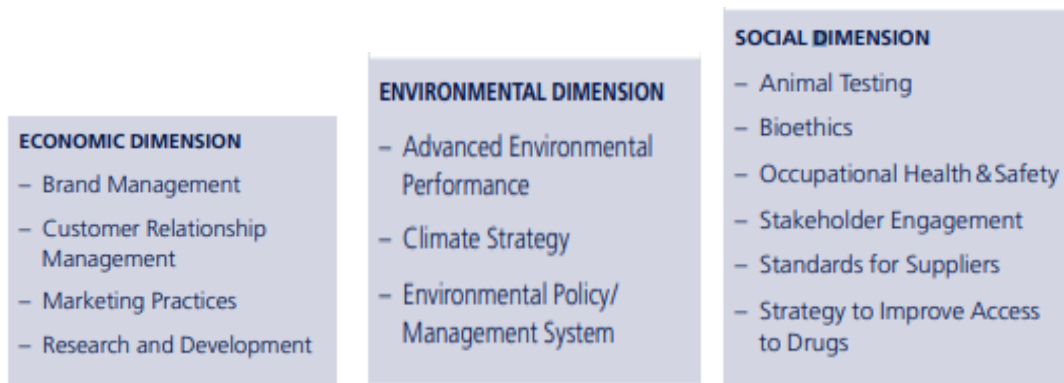 ECONOMIC DIMENSION
– Brand Management
– Customer Relationship
Management
– Marketing Practices
– Research and Development
ENVIRONMENTAL DIMENSION
– Advanced Environmental
Performance
– Climate Strategy
– Environmental Policy/
Management System
SOCIAL DIMENSION
– Animal Testing
– Bioethics
– Occupational Health & Safety
– Stakeholder Engagement
– Standards for Suppliers
– Strategy to Improve Access
to Drugs